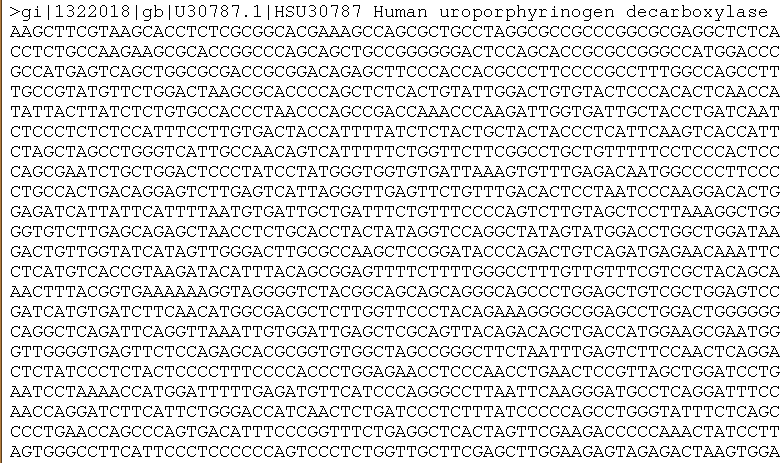 >gi|1322018|gb|U30787.1|HSU30787 Human uroporphyrinogen decarboxylase
AAGCTTCGTAAGCACCTCTCGCGGCACGAAAGCCAGCGCTGCCTAGGCGCCGCCCGGCGCGAGGCTCTCA
CCTCTGCCAAGAAGCGCACCGGCCCAGCAGCTGCCGGGGGGACTCCAGCACCGCGCCGGGCCATGGACCC
GCCATGAGTCAGCTGGCGCGACCGCGGACAGAGCTTCCCACCACGCCCTTCCCCGCCTTTGGCCAGCCTT
TGCCGTATGTTCTGGACTAAGCGCACCCCAGCTCTCACTGTATTGGACTGTGTACTCCCACACTCAACCA
TATTACTTATCTCTGTGCCACCCTAACCCAGCCGACCAAACCCAAGATTGGTGATTGCTACCTGATCAAT
CTCCCTCTCTCCATTTCCTTGTGACTACCATTTTATCTCTACTGCTACTACCCTCATTCAAGTCACCATT
CTAGCTAGCCTGGGTCATTGCCAACAGTCATTTTTCTGGTTCTTCGGCCTGCTGTTTTTCCTCCCACTCC
CAGCGAATCTGCTGGACTCCCTATCCTATGGGTGGTGTGATTAAAGTGTTTGAGACAATGGCCCCTTCCC
CTGCCACTGACAGGAGTCTTGAGTCATTAGGGTTGAGTTCTGTTTGACACTCCTAATCCCAAGGACACTG
GAGATCATTATTCATTTTAATGTGATTGCTGATTTCTGTTTCCCCAGTCTTGTAGCTCCTTAAAGGCTGG
GGTGTCTTGAGCAGAGCTAACCTCTGCACCTACTATAGGTCCAGGCTATAGTATGGACCTGGCTGGATAA
GACTGTTGGTATCATAGTTGGGACTTGCGCCAAGCTCCGGATACCCAGACTGTCAGATGAGAACAAATTC
CTCATGTCACCGTAAGATACATTTACAGCGGAGTTTTCTTTTGGGCCTTTGTTGTTTCGTCGCTACAGCA
AACTTTACGGTGAAAAAAGGTAGGGGTCTACGGCAGCAGCAGGGCAGCCCTGGAGCTGTCGCTGGAGTCC
GATCATGTGATCTTCAACATGGCGACGCTCTTGGTTCCCTACAGAAAGGGGCGGAGCCTGGACTGGGGGG
CAGGCTCAGATTCAGGTTAAATTGTGGATTGAGCTCGCAGTTACAGACAGCTGACCATGGAAGCGAATGG
GTTGGGGTGAGTTCTCCAGAGCACGCGGTGTGGCTAGCCGGGCTTCTAATTTGAGTCTTCCAACTCAGGA
CTCTATCCCTCTACTCCCCTTTCCCCACCCTGGAGAACCTCCCAACCTGAACTCCGTTAGCTGGATCCTG
AATCCTAAAACCATGGATTTTTGAGATGTTCATCCCAGGGCCTTAATTCAAGGGATGCCTCAGGATTTCC
AACCAGGATCTTCATTCTGGGACCATCAACTCTGATCCCTCTTTATCCCCCAGCCTGGGTATTTCTCAGC
CCCTGAACCAGCCCAGTGACATTTCCCGGTTTCTGAGGCTCACTAGTTCGAAGACCCCCAAACTATCCTT
AGTGGGCCTTCATTCCCTCCCCCCCAGTCCCTCTGGTTGCTTCGAGCTTGGAAGAGTAGAGACTAAGTGGA